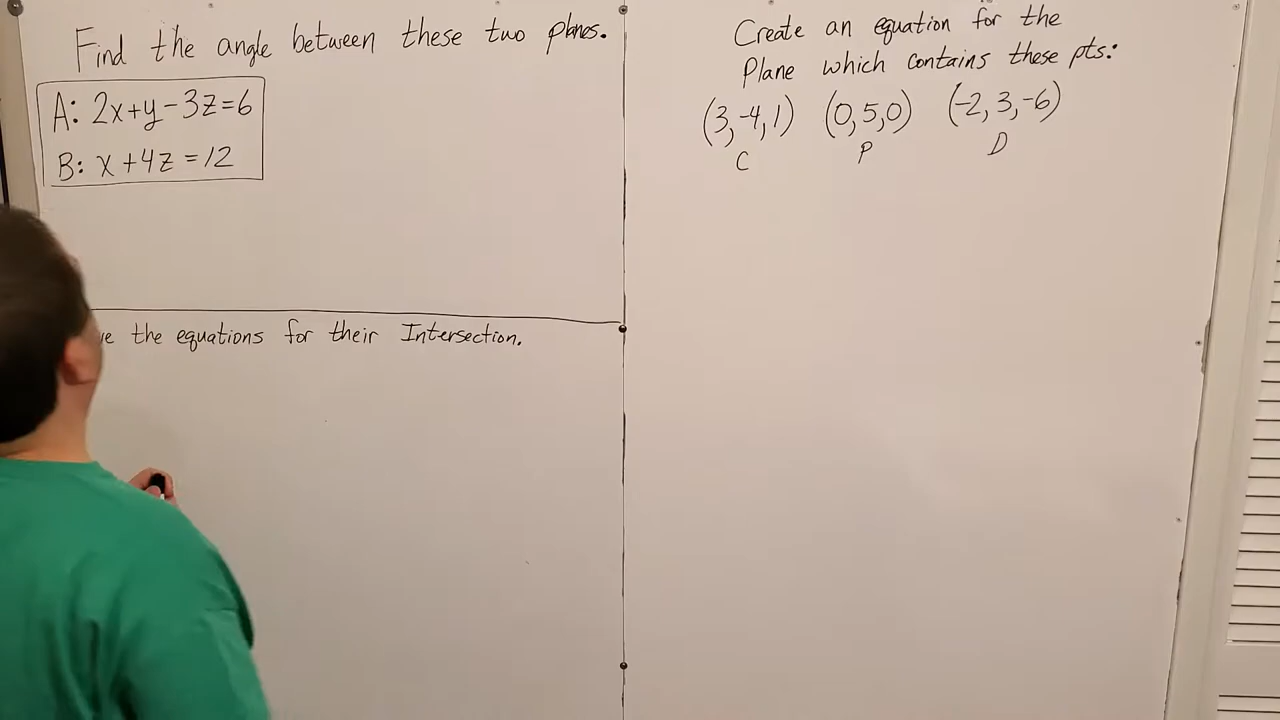 Find the angle between these two planes.
A: 2x+y-3z=6
B: x+4z=12
the equations for their Intersection.
Create an equation for the
Plane which contains these pts:
(3,-4,1) (0,5,0) (-2,3,-6)
C P D